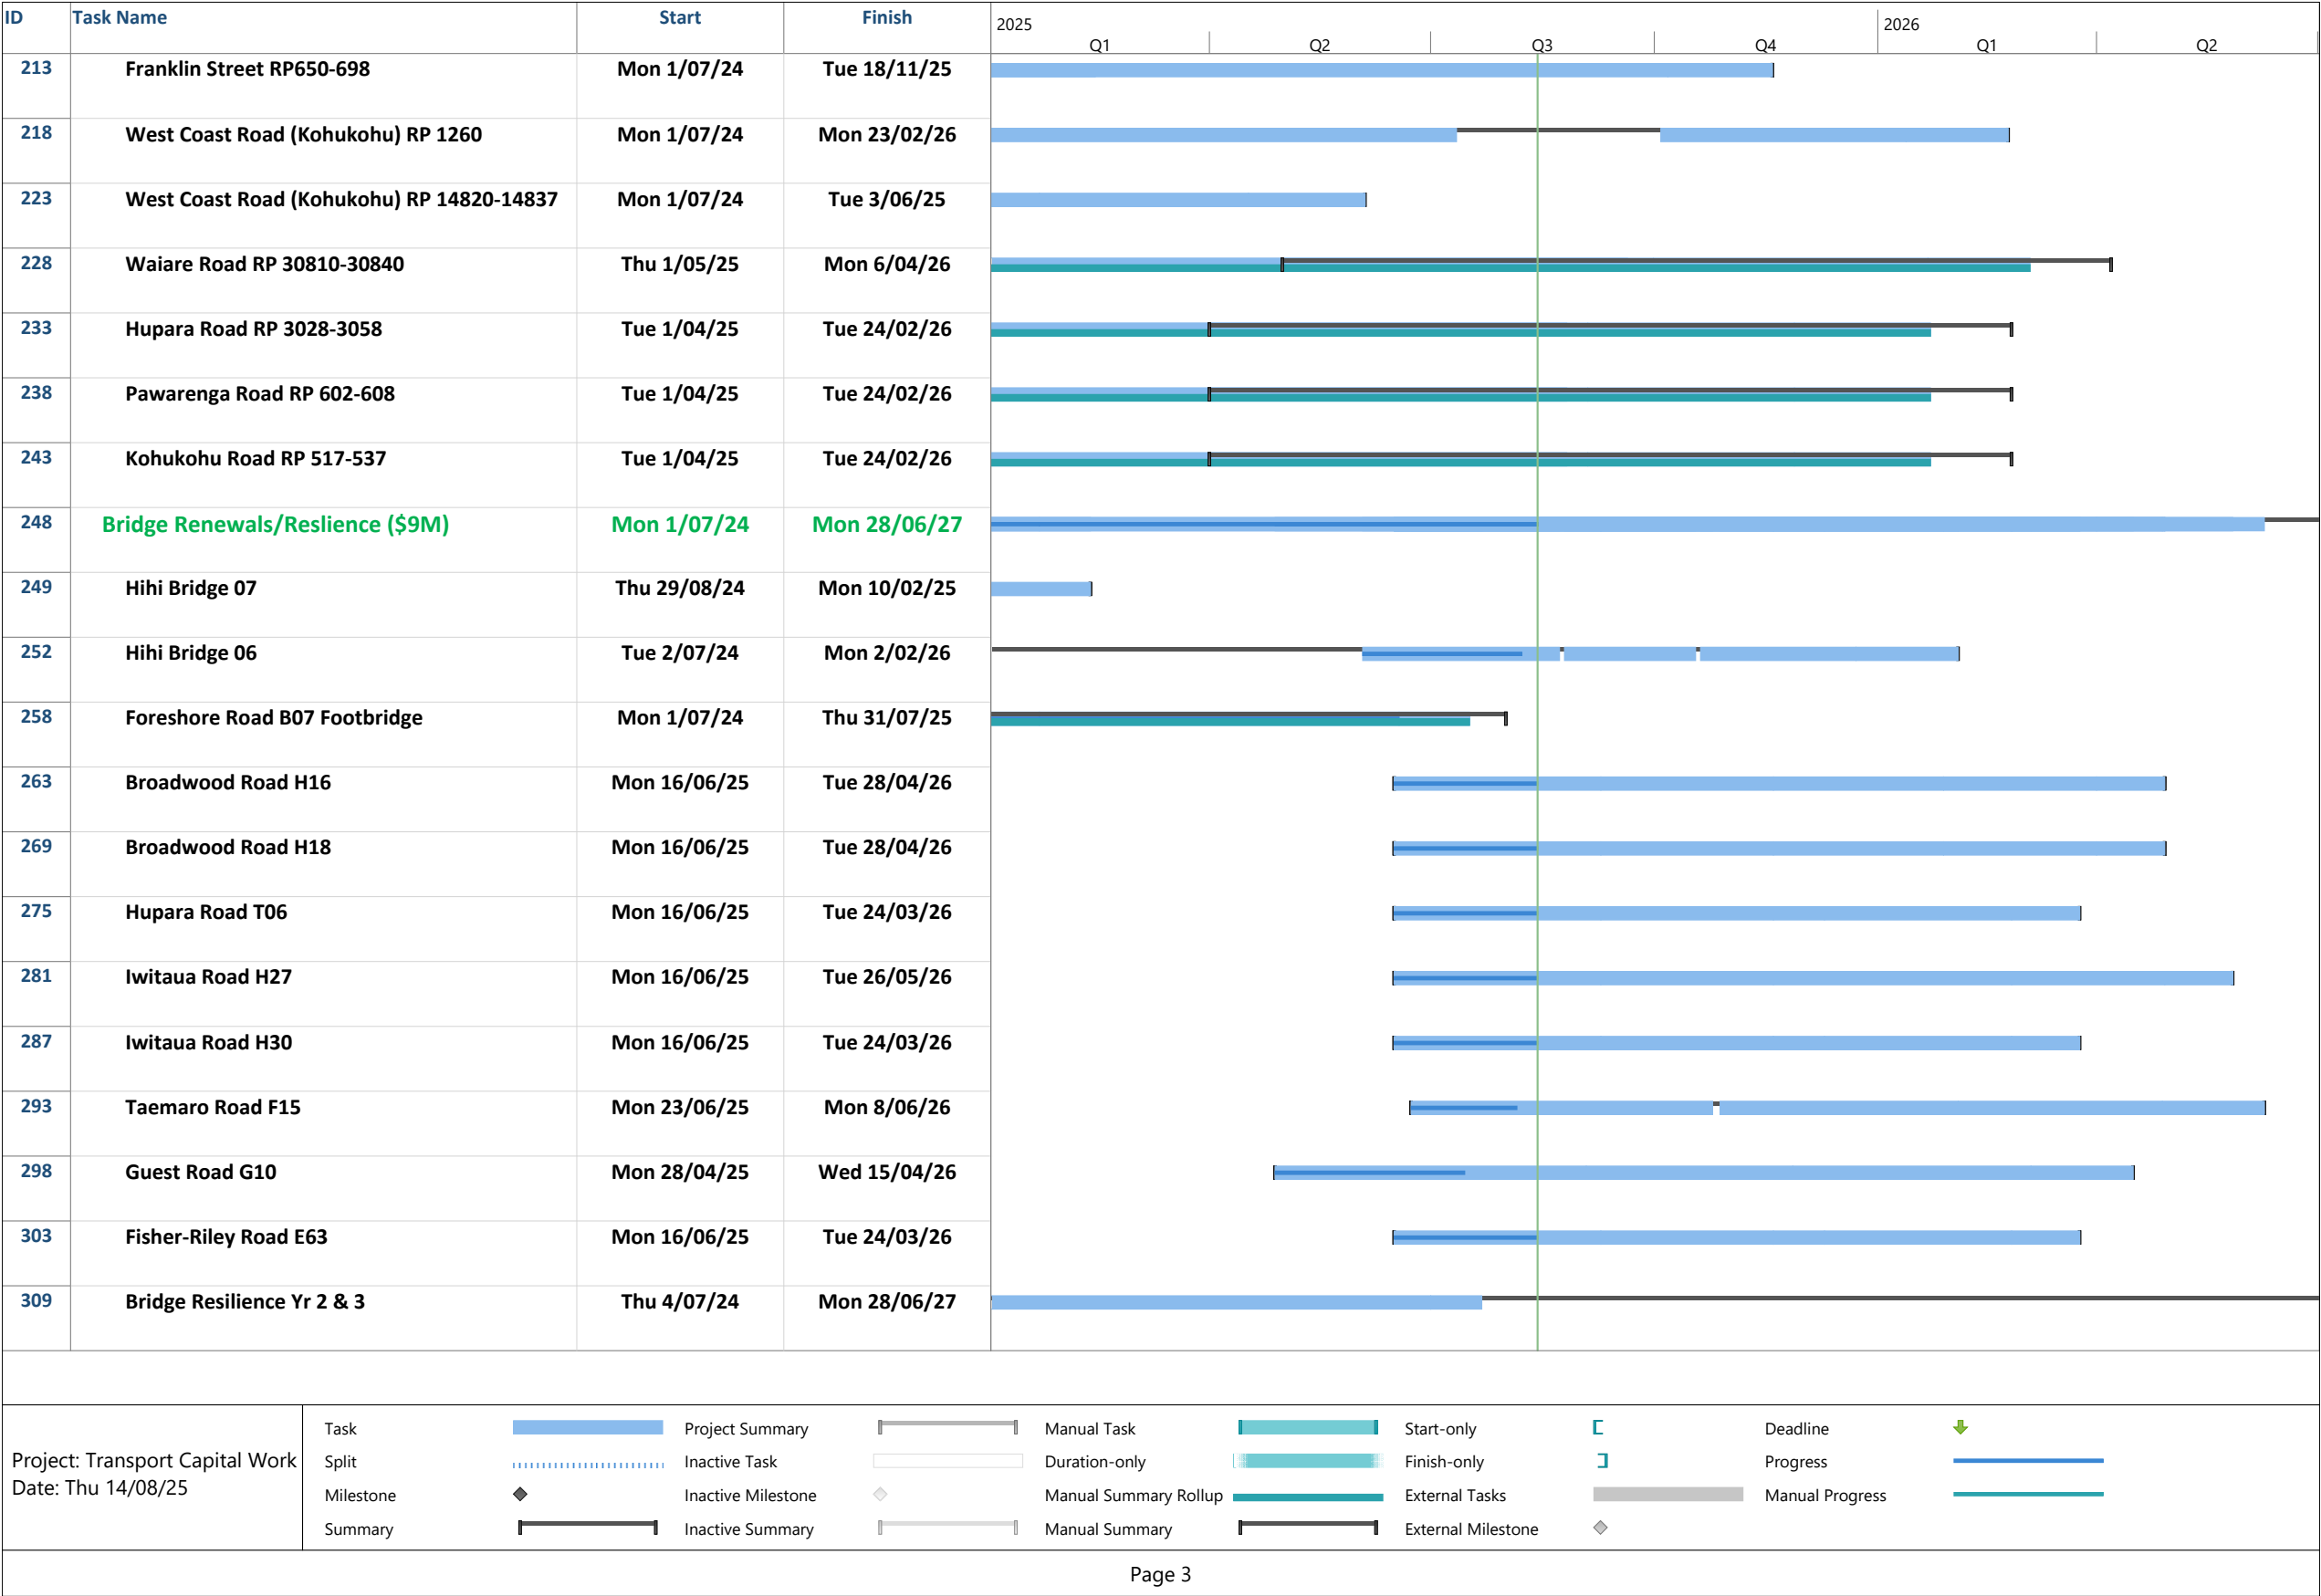 ID Task Name Start Finish 2025 2026
Q1 Q2 Q3 Q4 Q1 Q2
213 Franklin Street RP650-698 Mon 1/07/24 Tue 18/11/25
218 West Coast Road (Kohukohu) RP 1260 Mon 1/07/24 Mon 23/02/26
223 West Coast Road (Kohukohu) RP 14820-14837 Mon 1/07/24 Tue 3/06/25
228 Waiare Road RP 30810-30840 Thu 1/05/25 Mon 6/04/26
233 Hupara Road RP 3028-3058 Tue 1/04/25 Tue 24/02/26
238 Pawarenga Road RP 602-608 Tue 1/04/25 Tue 24/02/26
243 Kohukohu Road RP 517-537 Tue 1/04/25 Tue 24/02/26
248 Bridge Renewals/Reslience ($9M) Mon 1/07/24 Mon 28/06/27
249 Hihi Bridge 07 Thu 29/08/24 Mon 10/02/25
252 Hihi Bridge 06 Tue 2/07/24 Mon 2/02/26
258 Foreshore Road B07 Footbridge Mon 1/07/24 Thu 31/07/25
263 Broadwood Road H16 Mon 16/06/25 Tue 28/04/26
269 Broadwood Road H18 Mon 16/06/25 Tue 28/04/26
275 Hupara Road T06 Mon 16/06/25 Tue 24/03/26
281 Iwitaua Road H27 Mon 16/06/25 Tue 26/05/26
287 Iwitaua Road H30 Mon 16/06/25 Tue 24/03/26
293 Taemaro Road F15 Mon 23/06/25 Mon 8/06/26
298 Guest Road G10 Mon 28/04/25 Wed 15/04/26
303 Fisher-Riley Road E63 Mon 16/06/25 Tue 24/03/26
309 Bridge Resilience Yr 2 & 3 Thu 4/07/24 Mon 28/06/27
Project: Transport Capital Work
Date: Thu 14/08/25
Task Project Summary Manual Task Start-only Deadline
Split Inactive Task Duration-only Finish-only Progress
Milestone Inactive Milestone Manual Summary Rollup External Tasks Manual Progress
Summary Inactive Summary Manual Summary External Milestone
Page 3